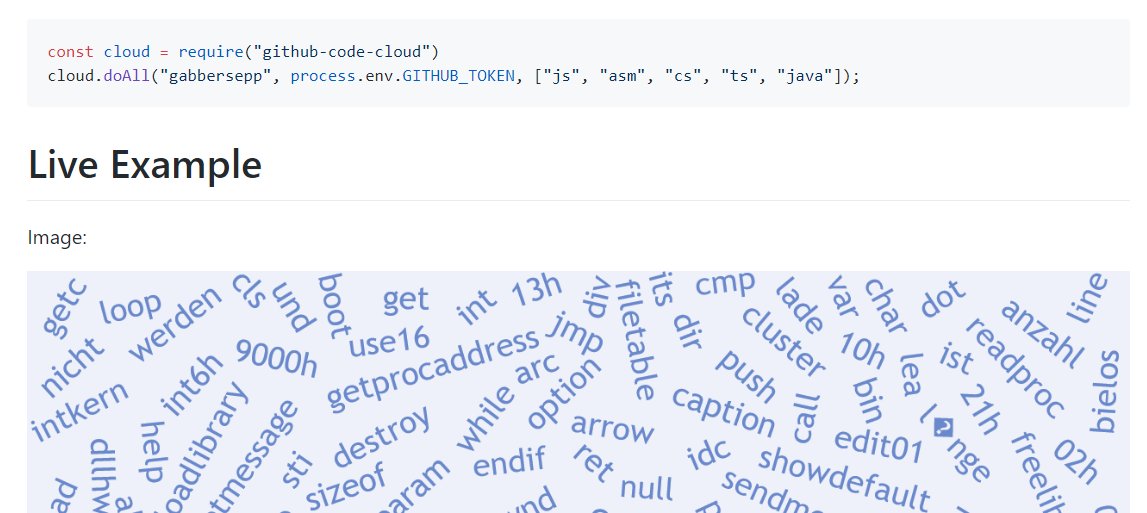 const cloud = require("github-code-cloud")
cloud.doAll("gabbersepp", process.env.GITHUB_TOKEN, ["js", "asm", "cs", "ts", "java"]);
Live Example
Image:
getc
loop
werden
cls
und
boot
get
int
13h
div
filetable
its
cmp
lade
var
char
dot
anzahl
line
nicht
int6h
9000h
use16
getprocaddress
jmp
arc
dir
cluster
10h
lea
ist
readproc
bielos
intkern
help
loadlibrary
destroy
while
option
push
caption
call
bin
21h
sti
sizeof
endif
arrow
ret
null
idc
edit01
showdefault
nge
02h